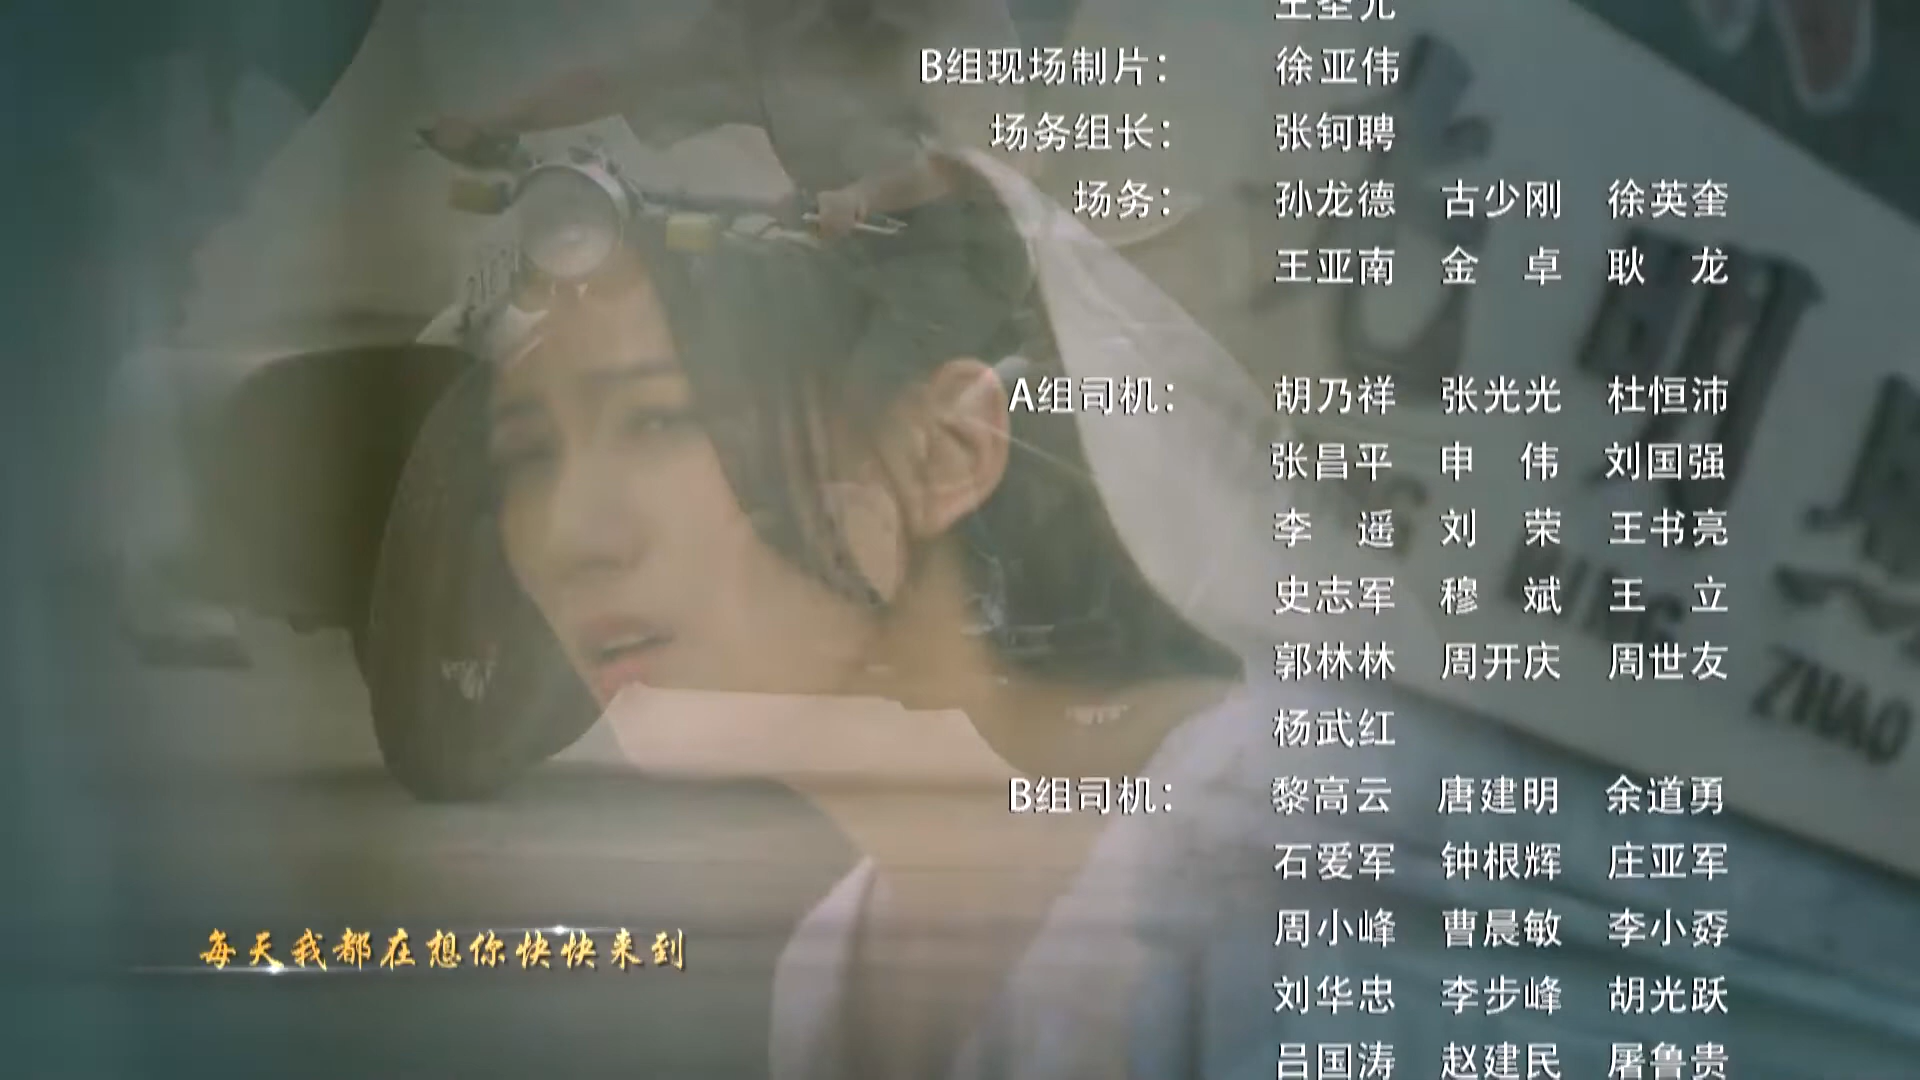 B组现场制片： 徐亚伟
场务组长： 张钶聘
场务： 孙龙德 古少刚 徐英奎
王亚南 金 卓 耿 龙
A组司机： 胡乃祥 张光光 杜恒沛
张昌平 申 伟 刘国强
李 遥 刘 荣 王书亮
史志军 穆 斌 王 立
郭林林 周开庆 周世友
杨武红
B组司机： 黎高云 唐建明 余道勇
石爱军 钟根辉 庄亚军
周小峰 曹晨敏 李小孬
刘华忠 李步峰 胡光跃
吕国涛 赵建民 屠鲁贵
每天我都在想你快快来到
光明照
MING
ZHAO